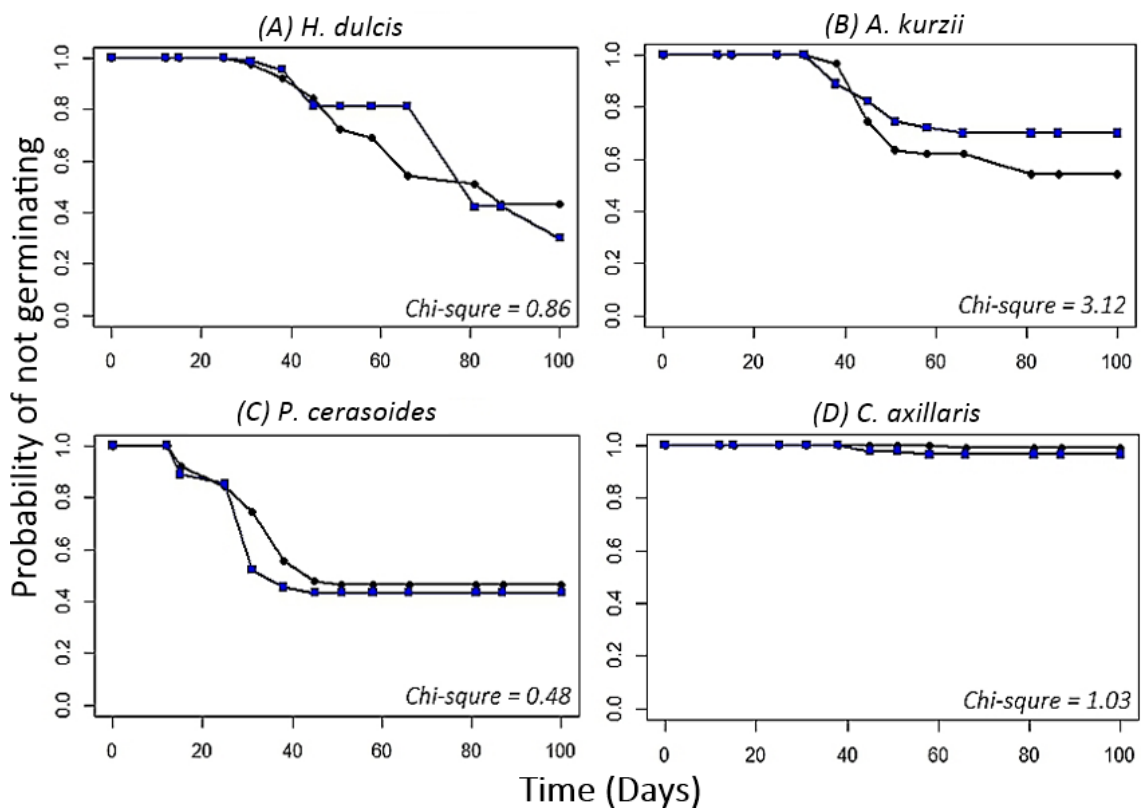 Probability of not germinating
(A) H. dulcis
1.0
0.8
0.6
0.4
0.2
0.0
Chi-squre = 0.86
0 20 40 60 80 100
(B) A. kurzii
1.0
0.8
0.6
0.4
0.2
0.0
Chi-squre = 3.12
0 20 40 60 80 100
(C) P. cerasoides
1.0
0.8
0.6
0.4
0.2
0.0
Chi-squre = 0.48
0 20 40 60 80 100
(D) C. axillaris
1.0
0.8
0.6
0.4
0.2
0.0
Chi-squre = 1.03
0 20 40 60 80 100
Time (Days)